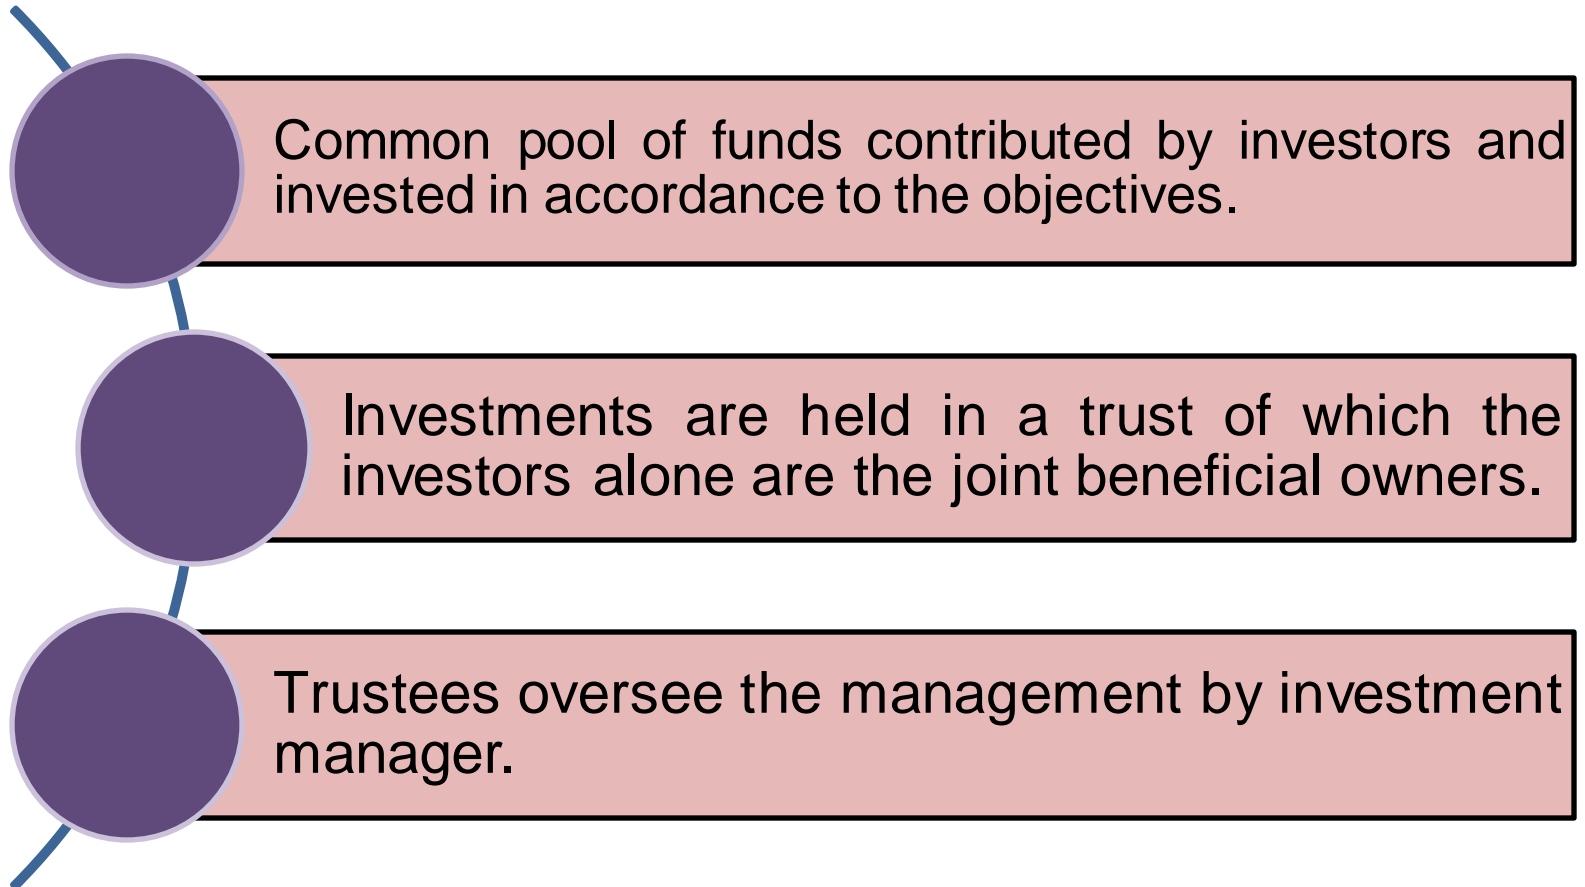 Common pool of funds contributed by investors and
invested in accordance to the objectives.
Investments are held in a trust of which the
investors alone are the joint beneficial owners.
Trustees oversee the management by investment
manager.